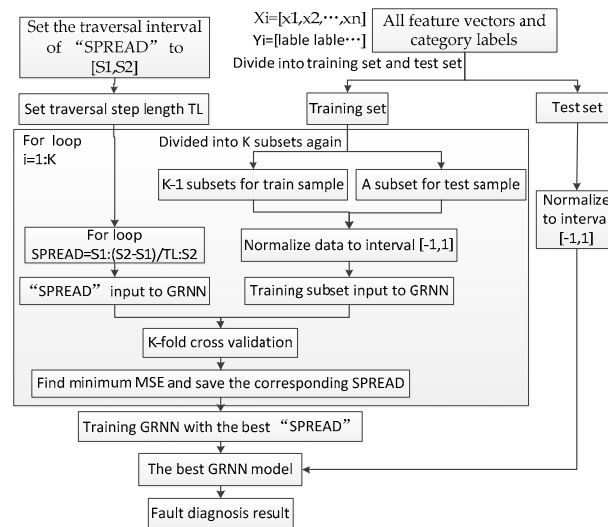 Set the traversal interval
of “SPREAD” to
[S1,S2]
Xi=[x1,x2,⋯,xn]
Yi=[lable lable⋯]
All feature vectors and
category labels
Divide into training set and test set
Set traversal step length TL
Training set
Test set
For loop
i=1:K
Divided into K subsets again
K-1 subsets for train sample
A subset for test sample
Normalize
to interval
[-1,1]
For loop
SPREAD=S1:(S2-S1)/TL:S2
Normalize data to interval [-1,1]
“SPREAD” input to GRNN
Training subset input to GRNN
K-fold cross validation
Find minimum MSE and save the corresponding SPREAD
Training GRNN with the best “SPREAD”
The best GRNN model
Fault diagnosis result